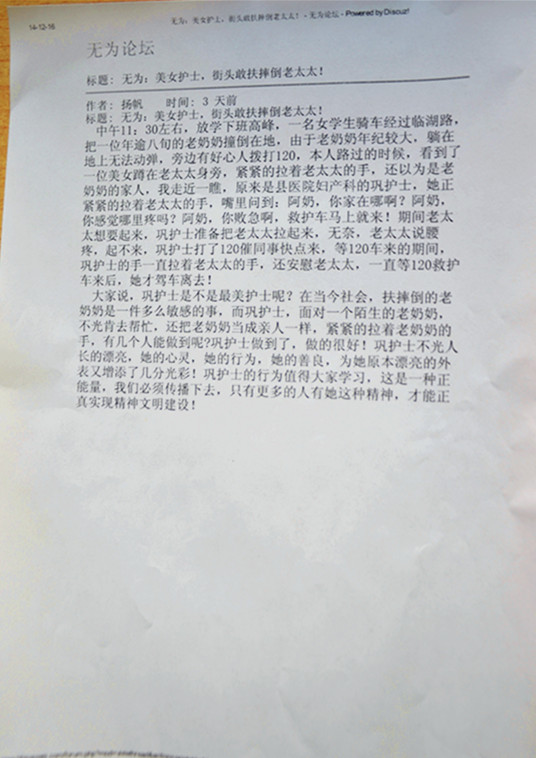 14-12-16
无为：美女护士，街头敢扶摔倒老太太！ - 无为论坛 - Powered by Discuz!
无为论坛
标题: 无为：美女护士，街头敢扶摔倒老太太！
作者: 扬帆    时间: 3 天前
标题: 无为：美女护士，街头敢扶摔倒老太太！
中午11：30左右，放学下班高峰，一名女学生骑车经过临湖路，
把一位年逾八旬的老奶奶撞倒在地，由于老奶奶年纪较大，躺在
地上无法动弹，旁边有好心人拨打120，本人路过的时候，看到了
一位美女蹲在老太太身旁，紧紧的拉着老太太的手，还以为是老
奶奶的家人，我走近一瞧，原来是县医院妇产科的巩护士，她正
紧紧的拉着老太太的手，嘴里问到：阿奶，你家在哪啊？阿奶，
你感觉哪里疼吗？阿奶，你败急啊，救护车马上就来！期间老太
太想要起来，巩护士准备把老太太拉起来，无奈，老太太说腰
疼，起不来，巩护士打了120催同事快点来，等120车来的期间，
巩护士的手一直拉着老太太的手，还安慰老太太，一直等120救护
车来后，她才驾车离去！
大家说，巩护士是不是最美护士呢？在当今社会，扶摔倒的老
奶奶是一件多么敏感的事，而巩护士，面对一个陌生的老奶奶，
不光肯去帮忙，还把老奶奶当成亲人一样，紧紧的拉着老奶奶的
手，有几个人能做到呢?巩护士做到了，做的很好！巩护士不光人
长的漂亮，她的心灵，她的行为，她的善良，为她原本漂亮的外
表又增添了几分光彩！巩护士的行为值得大家学习，这是一种正
能量，我们必须传播下去，只有更多的人有她这种精神，才能正
真实现精神文明建设！